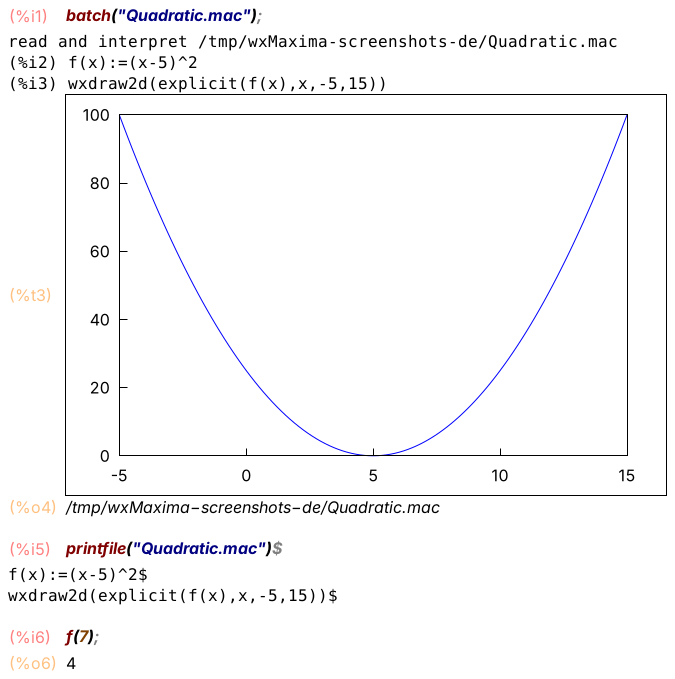 (%i1) batch("Quadratic.mac");
read and interpret /tmp/wxMaxima-screenshots-de/Quadratic.mac
(%i2) f(x):=(x-5)^2
(%i3) wxdraw2d(explicit(f(x),x,-5,15))
100
80
60
(%t3)
40
20
0
-5 0 5 10 15
(%o4) /tmp/wxMaxima-screenshots-de/Quadratic.mac
(%i5) printfile("Quadratic.mac")$
f(x):=(x-5)^2$
wxdraw2d(explicit(f(x),x,-5,15))$
(%i6) f(7);
(%o6) 4